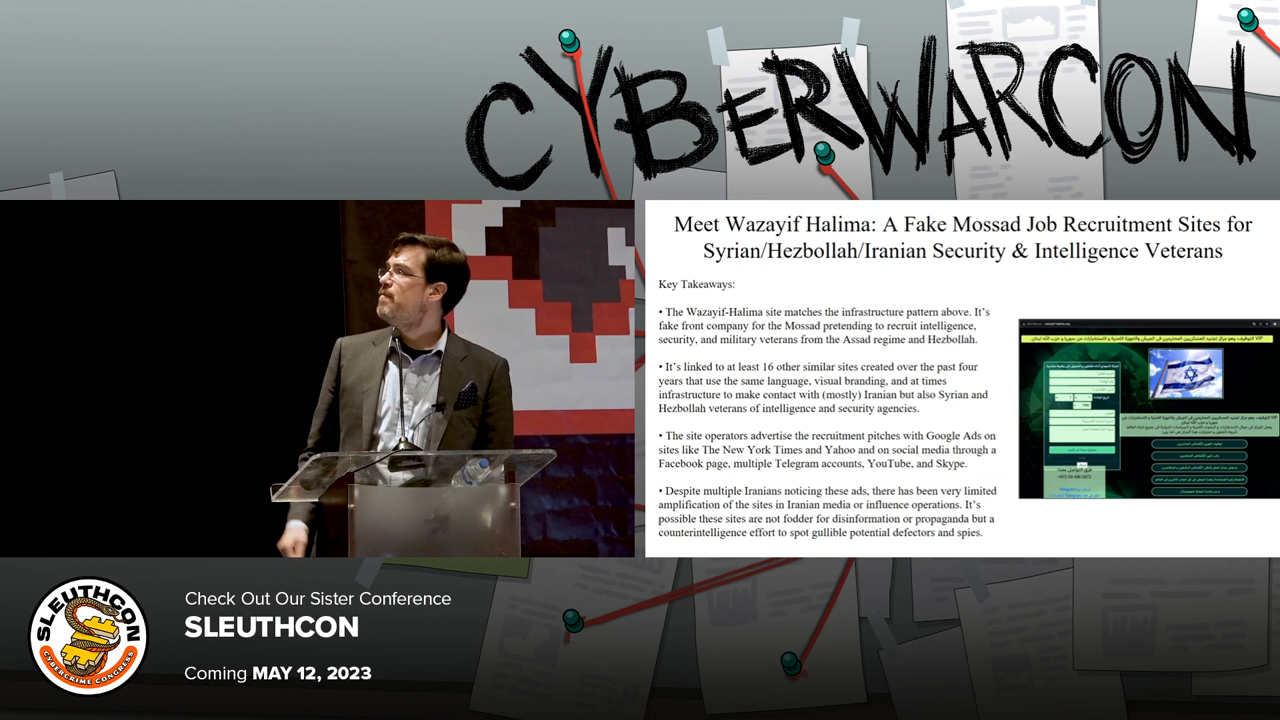 CYBERWARCON
Meet Wazayif Halima: A Fake Mossad Job Recruitment Sites for
Syrian/Hezbollah/Iranian Security & Intelligence Veterans
Key Takeaways:
• The Wazayif-Halima site matches the infrastructure pattern above. It's
fake front company for the Mossad pretending to recruit intelligence,
security, and military veterans from the Assad regime and Hezbollah.
• It's linked to at least 16 other similar sites created over the past four
years that use the same language, visual branding, and at times
infrastructure to make contact with (mostly) Iranian but also Syrian and
Hezbollah veterans of intelligence and security agencies.
• The site operators advertise the recruitment pitches with Google Ads on
sites like The New York Times and Yahoo and on social media through a
Facebook page, multiple Telegram accounts, YouTube, and Skype.
• Despite multiple Iranians noticing these ads, there has been very limited
amplification of the sites in Iranian media or influence operations. It's
possible these sites are not fodder for disinformation or propaganda but a
counterintelligence effort to spot gullible potential defectors and spies.
SLEUTHCON
CYBERCRIME CONGRESS
Check Out Our Sister Conference
SLEUTHCON
Coming MAY 12, 2023